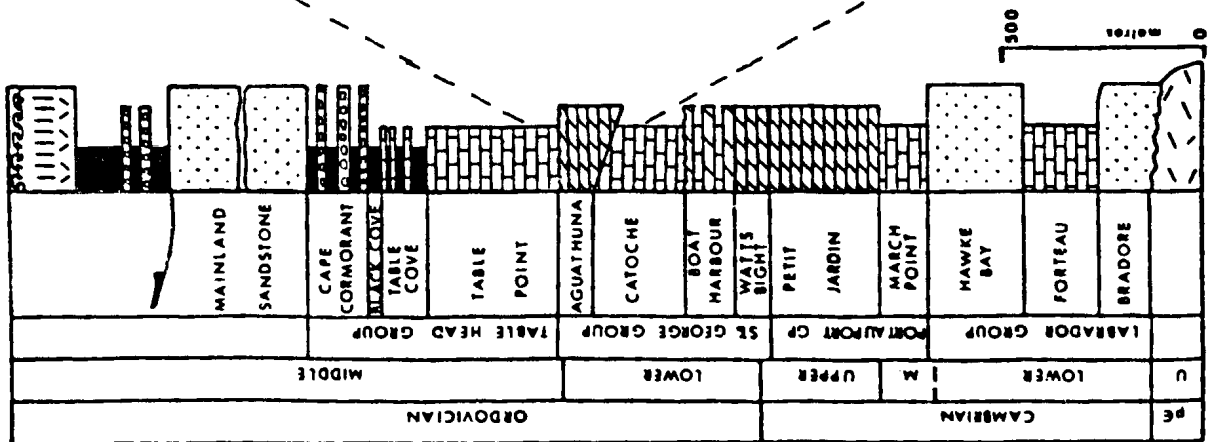 500
metres
0
MAINLAND
SANDSTONE
CAPE
CORMORANT
BLACK COVE
TABLE
COVE
TABLE
POINT
AGUATHUNA
CATOCHE
BOAT
HARBOUR
WATTS
BIGHT
PETIT
JARDIN
MARCH
POINT
HAWKE
BAY
FORTEAU
BRADORE
TABLE HEAD GROUP
ST. GEORGE GROUP
PORT AU PORT GP
LABRADOR GROUP
MIDDLE
LOWER
UPPER
M.
LOWER
U
ORDOVICIAN
CAMBRIAN
pЄ